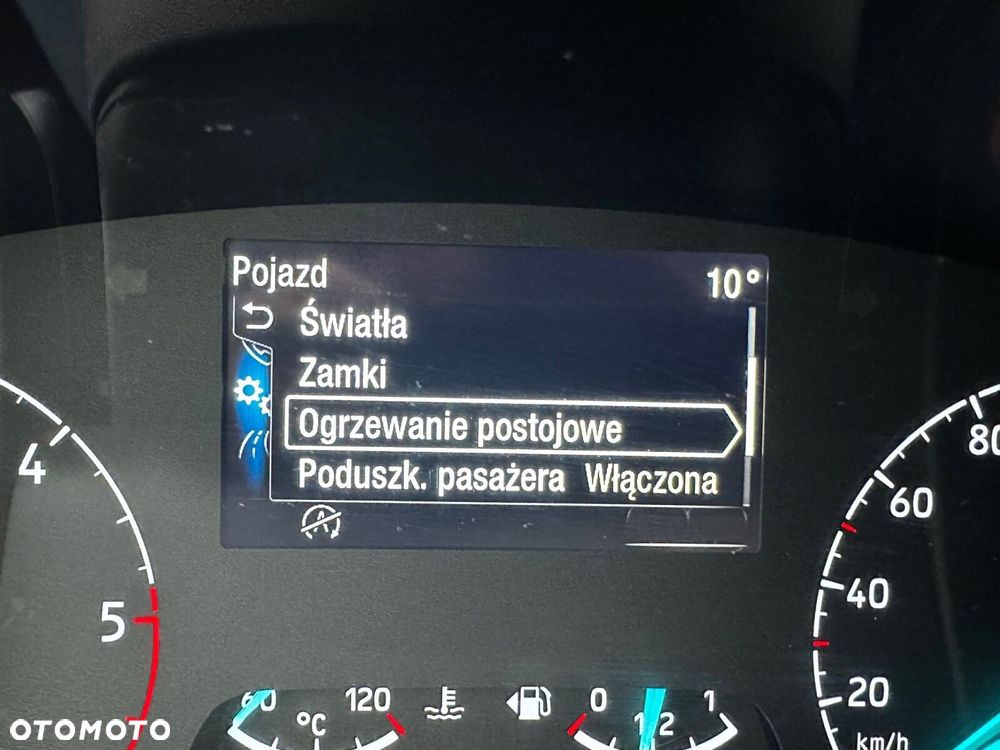 Pojazd 10°
Światła
Zamki
Ogrzewanie postojowe
Poduszk. pasażera Włączona
A
4
5
80
60
40
20
km/h
60 120
°C
0 1/2 1
OTOMOTO